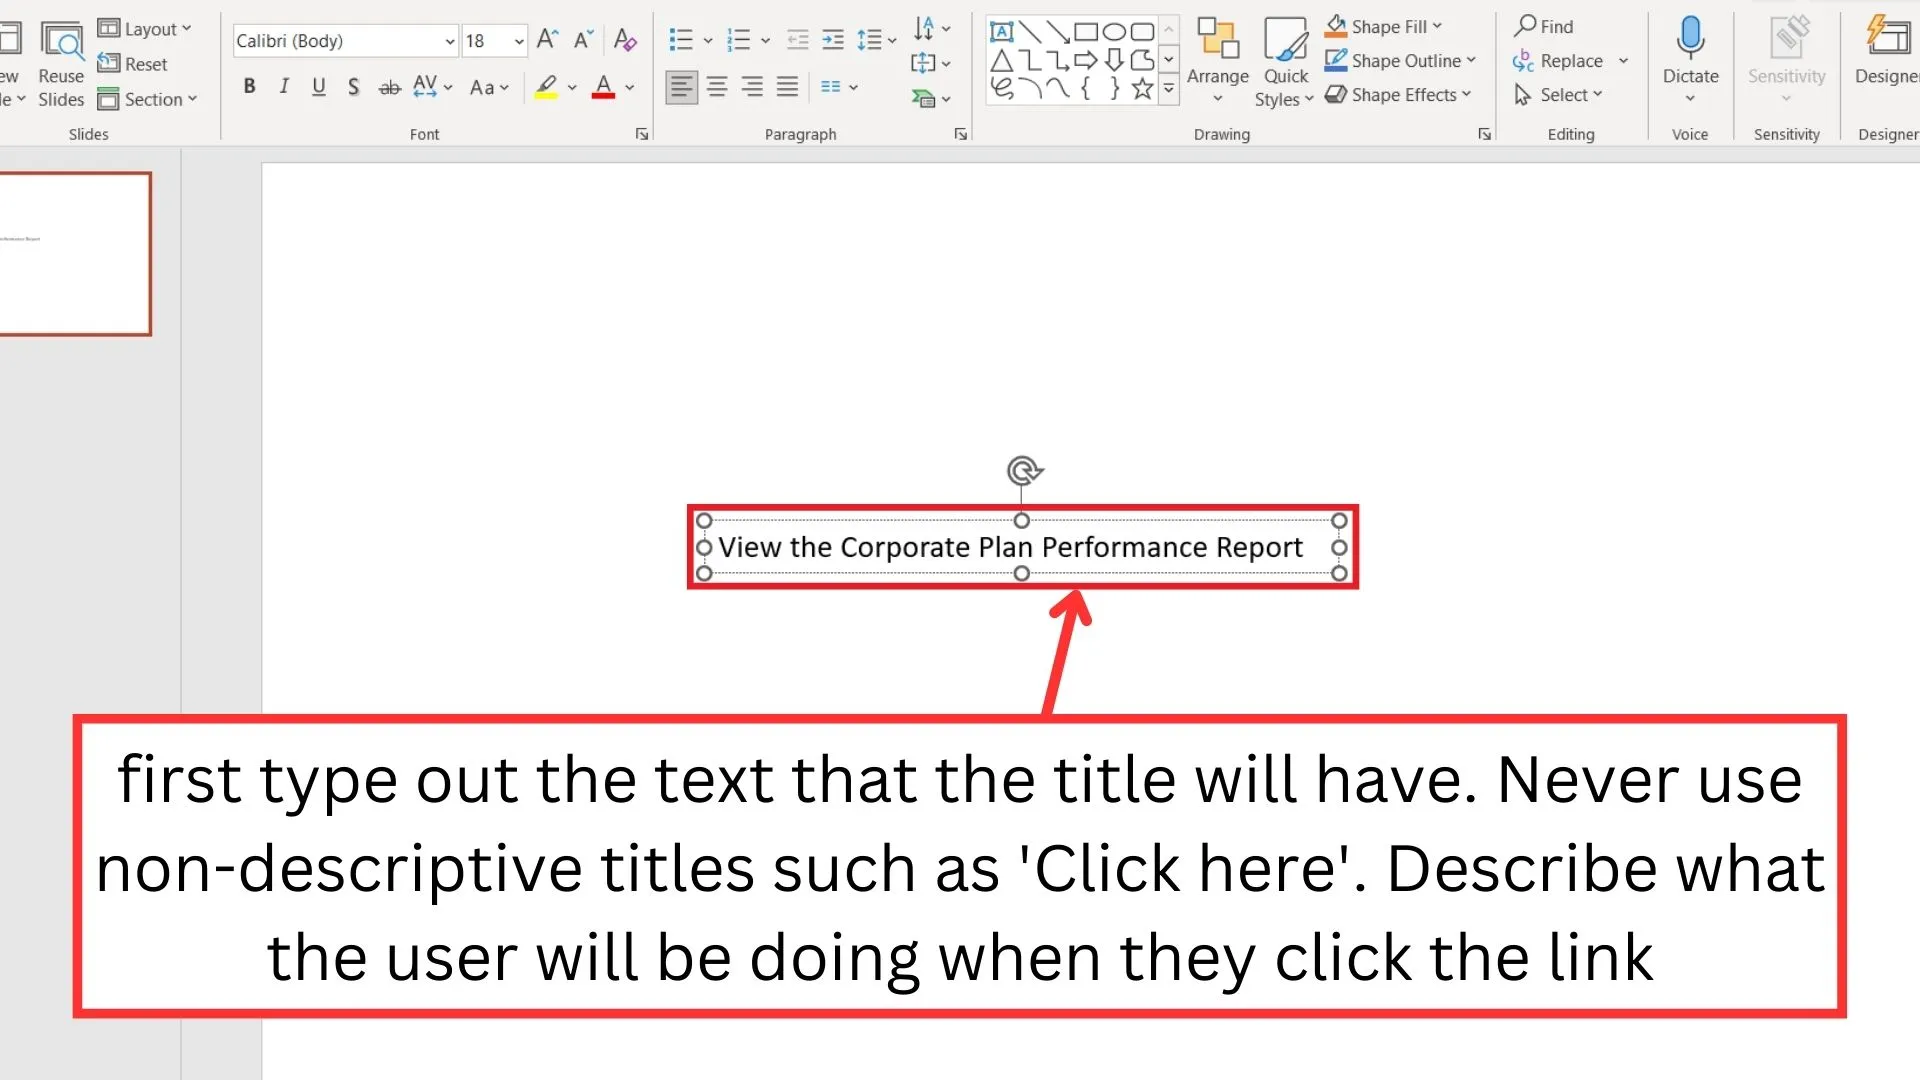 Layout
Calibri (Body)
18
Shape Fill
Find
Reuse
Slides
Reset
Arrange
Quick
Styles
Shape Outline
Replace
Dictate
Sensitivity
Section
B I U S ab AV Aa A
Shape Effects
Select
Slides
Font
Paragraph
Drawing
Editing
Voice
Sensitivity
Designer
View the Corporate Plan Performance Report
first type out the text that the title will have. Never use
non-descriptive titles such as 'Click here'. Describe what
the user will be doing when they click the link